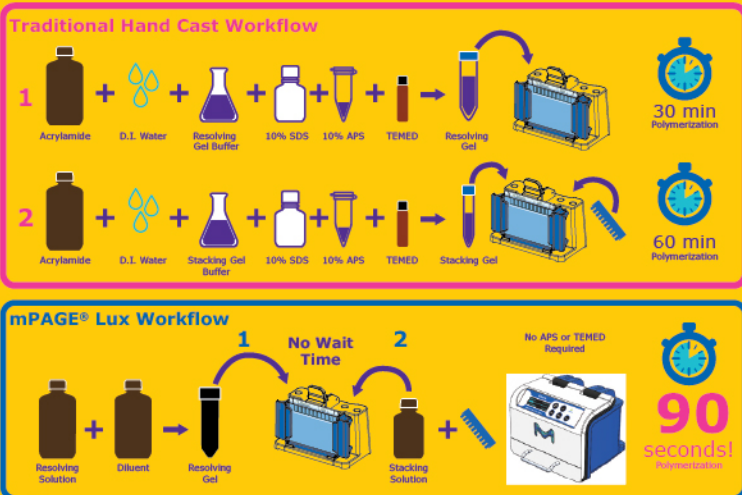 Traditional Hand Cast Workflow
1
Acrylamide
+
D.I. Water
+
Resolving
Gel Buffer
+
10% SDS
+
10% APS
+
TEMED
Resolving
Gel
30 min
Polymerization
2
Acrylamide
+
D.I. Water
+
Stacking Gel
Buffer
+
10% SDS
+
10% APS
+
TEMED
Stacking Gel
60 min
Polymerization
mPAGE® Lux Workflow
Resolving
Solution
+
Diluent
Resolving
Gel
1
No Wait
Time
2
Stacking
Solution
+
No APS or TEMED
Required
M
90
seconds!
Polymerization